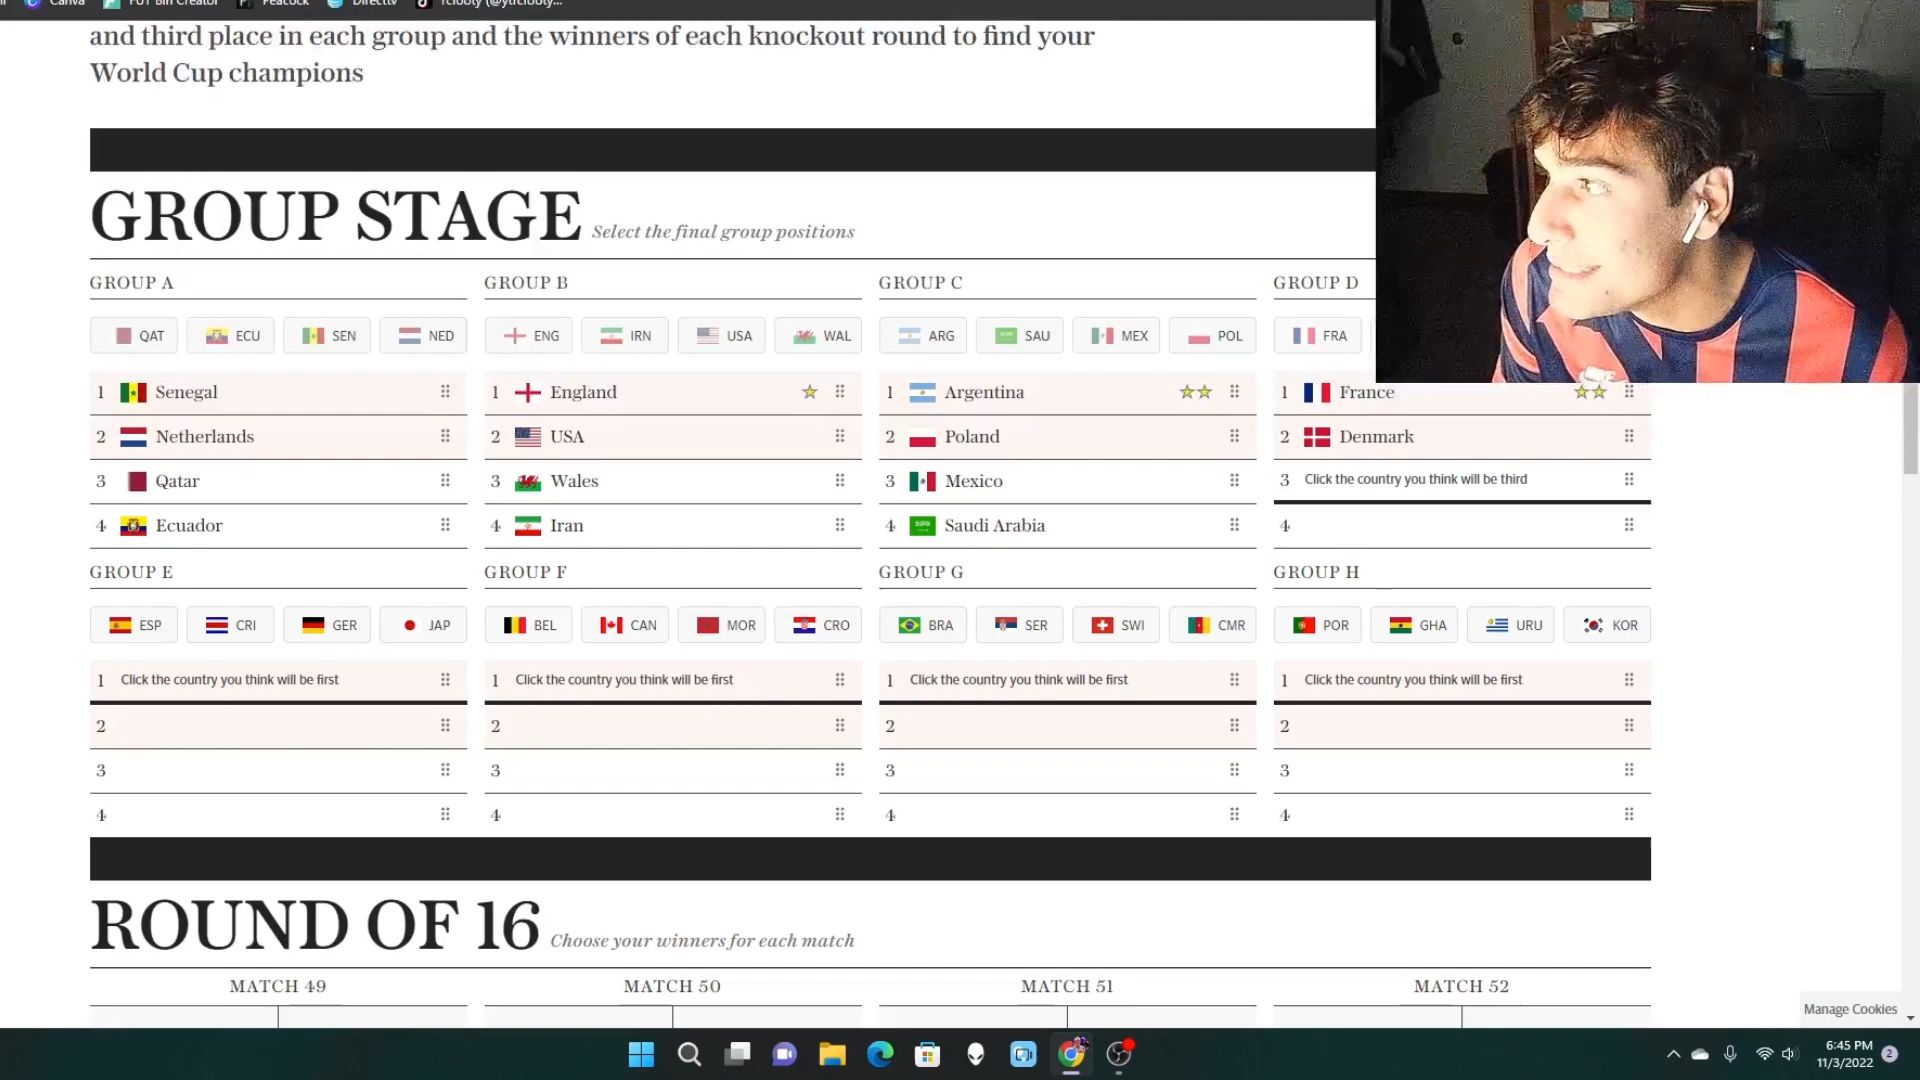 Canva FUT Bin Creator Peacock Directtv
and third place in each group and the winners of each knockout round to find your
World Cup champions
GROUP STAGE Select the final group positions
GROUP A GROUP B GROUP C GROUP D
QAT ECU SEN NED ENG IRN USA WAL ARG SAU MEX POL FRA
1 Senegal 1 England 1 Argentina 1 France
2 Netherlands 2 USA 2 Poland 2 Denmark
3 Qatar 3 Wales 3 Mexico 3 Click the country you think will be third
4 Ecuador 4 Iran 4 Saudi Arabia 4
GROUP E GROUP F GROUP G GROUP H
ESP CRI GER JAP BEL CAN MOR CRO BRA SER SWI CMR POR GHA URU KOR
1 Click the country you think will be first 1 Click the country you think will be first 1 Click the country you think will be first 1 Click the country you think will be first
2 2 2 2
3 3 3 3
4 4 4 4
ROUND OF 16 Choose your winners for each match
MATCH 49 MATCH 50 MATCH 51 MATCH 52
Manage Cookies
6:45 PM
11/3/2022 2